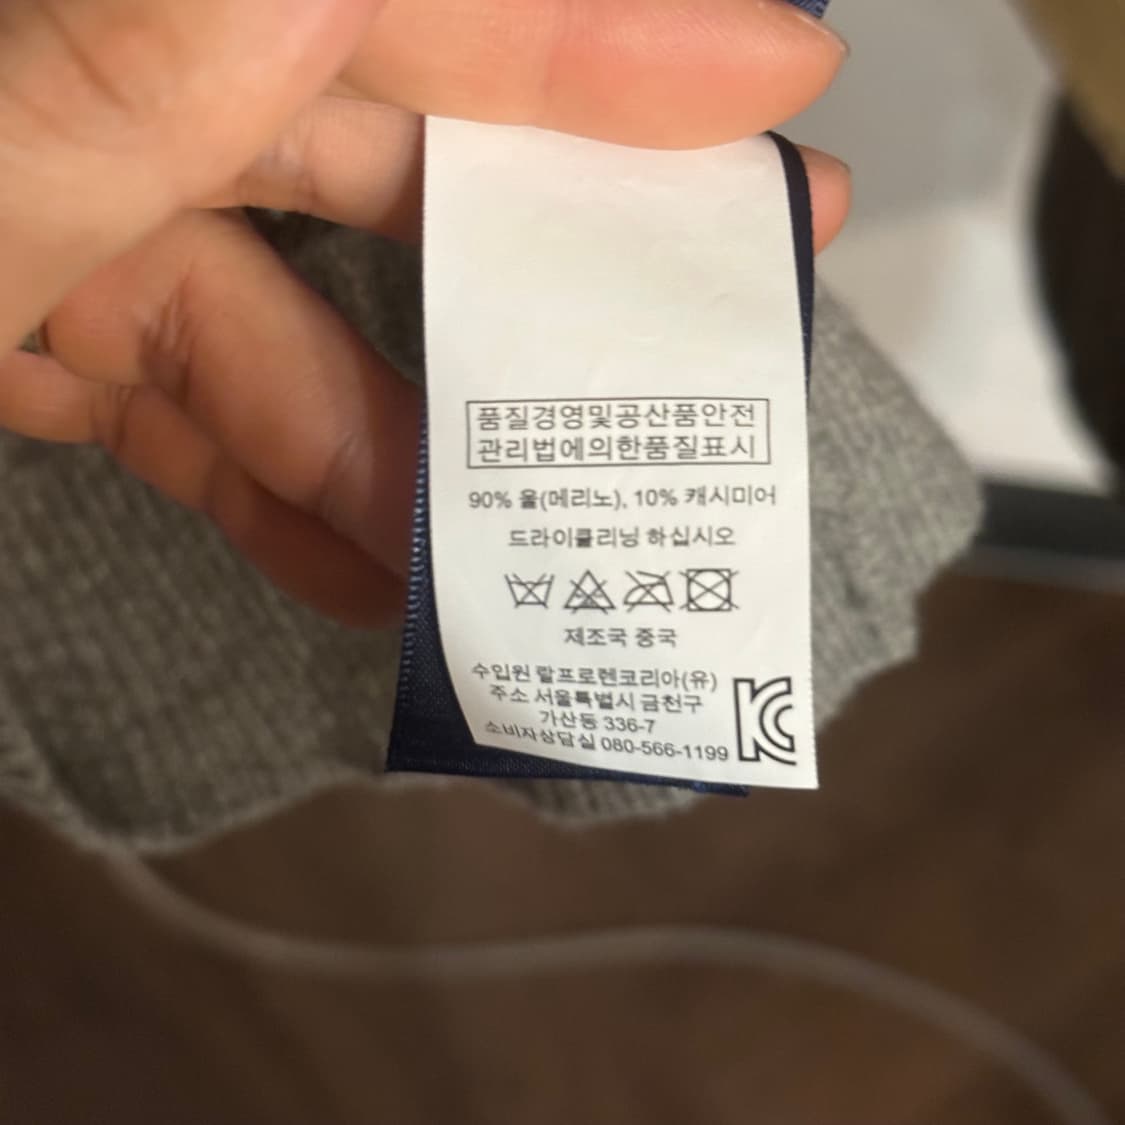 품질경영및공산품안전
관리법에의한품질표시
90% 울(메리노), 10% 캐시미어
드라이클리닝 하십시오
제조국 중국
수입원 랄프로렌코리아(유)
주소 서울특별시 금천구
가산동 336-7
소비자상담실 080-566-1199
KC